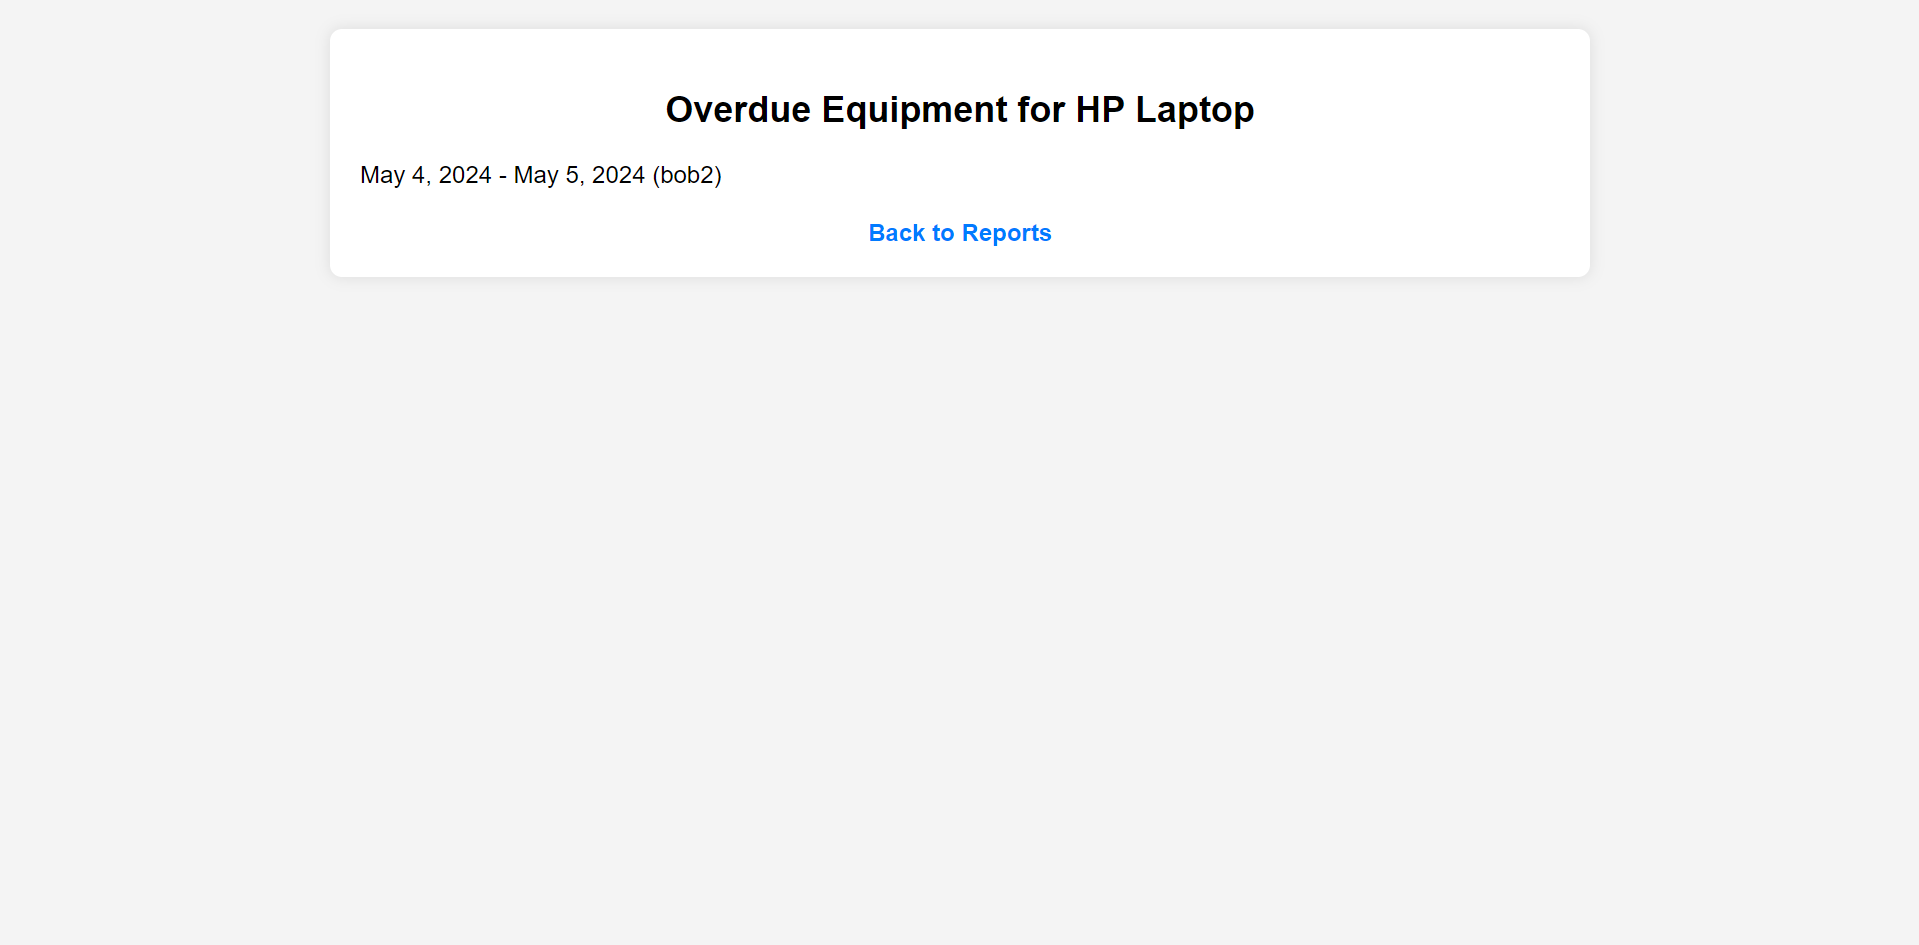 Overdue Equipment for HP Laptop
May 4, 2024 - May 5, 2024 (bob2)
Back to Reports